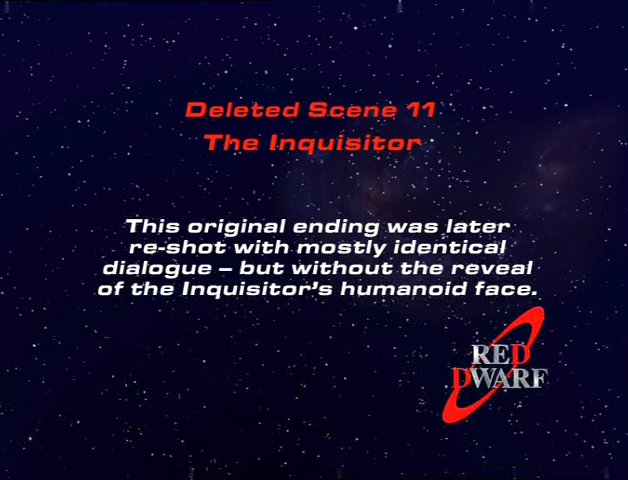 Deleted Scene 11
The Inquisitor
This original ending was later
re-shot with mostly identical
dialogue – but without the reveal
of the Inquisitor's humanoid face.
RED
DWARF